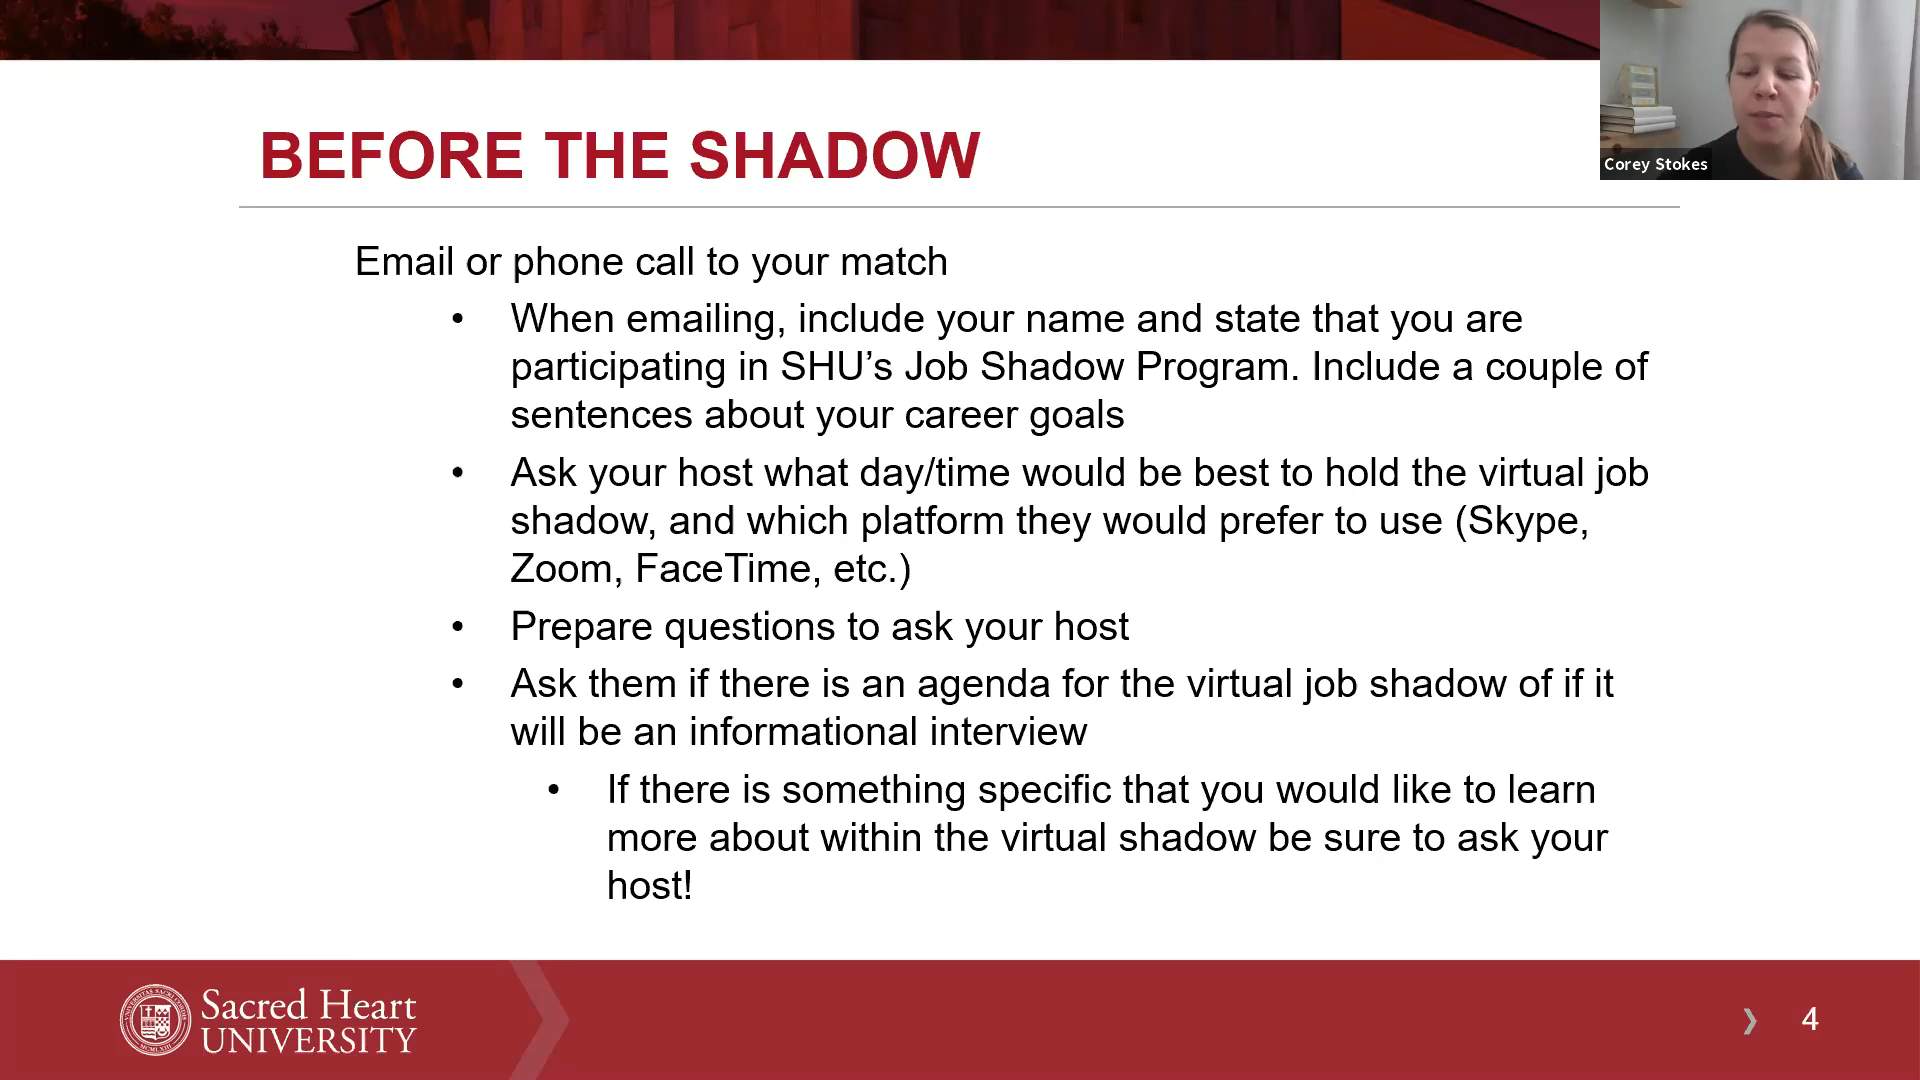 BEFORE THE SHADOW
Corey Stokes
Email or phone call to your match
• When emailing, include your name and state that you are
participating in SHU’s Job Shadow Program. Include a couple of
sentences about your career goals
• Ask your host what day/time would be best to hold the virtual job
shadow, and which platform they would prefer to use (Skype,
Zoom, FaceTime, etc.)
• Prepare questions to ask your host
• Ask them if there is an agenda for the virtual job shadow of if it
will be an informational interview
• If there is something specific that you would like to learn
more about within the virtual shadow be sure to ask your
host!
Sacred Heart
UNIVERSITY
4